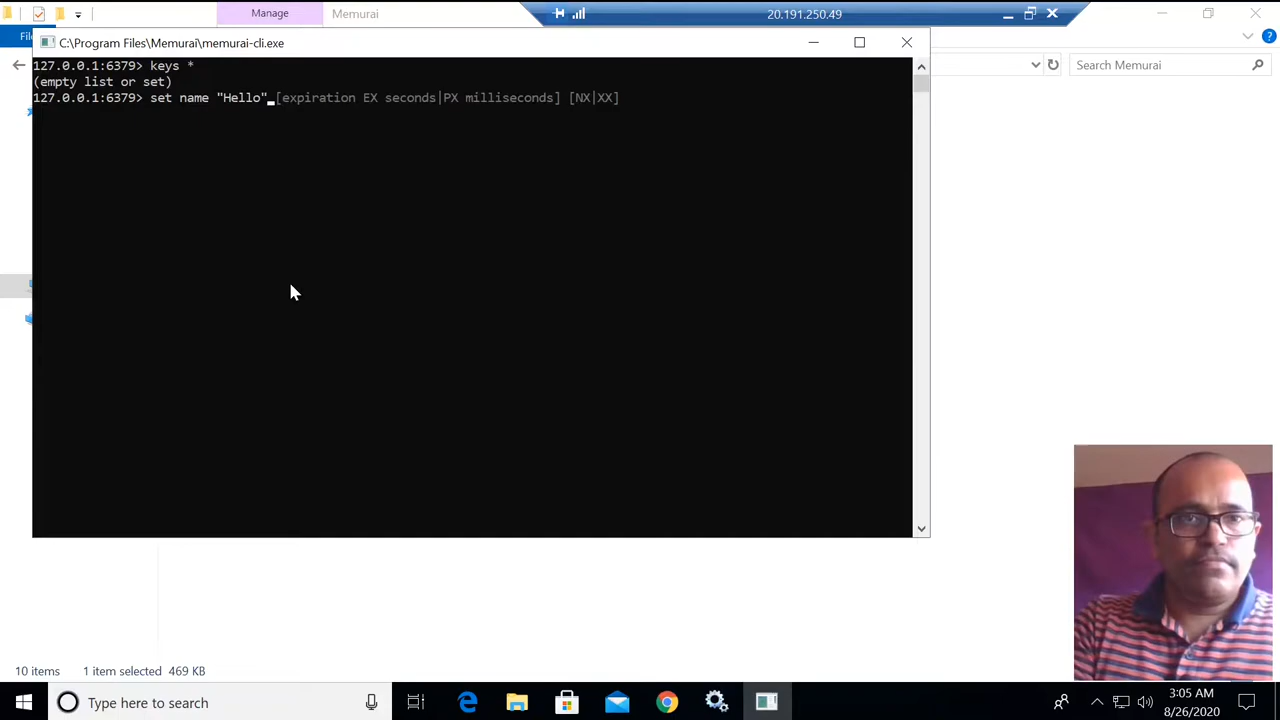 Manage
Memurai
20.191.250.49
Fil
C:\Program Files\Memurai\memurai-cli.exe
Search Memurai
127.0.0.1:6379> keys *
(empty list or set)
127.0.0.1:6379> set name "Hello" [expiration EX seconds|PX milliseconds] [NX|XX]
10 items
1 item selected 469 KB
Type here to search
3:05 AM
8/26/2020